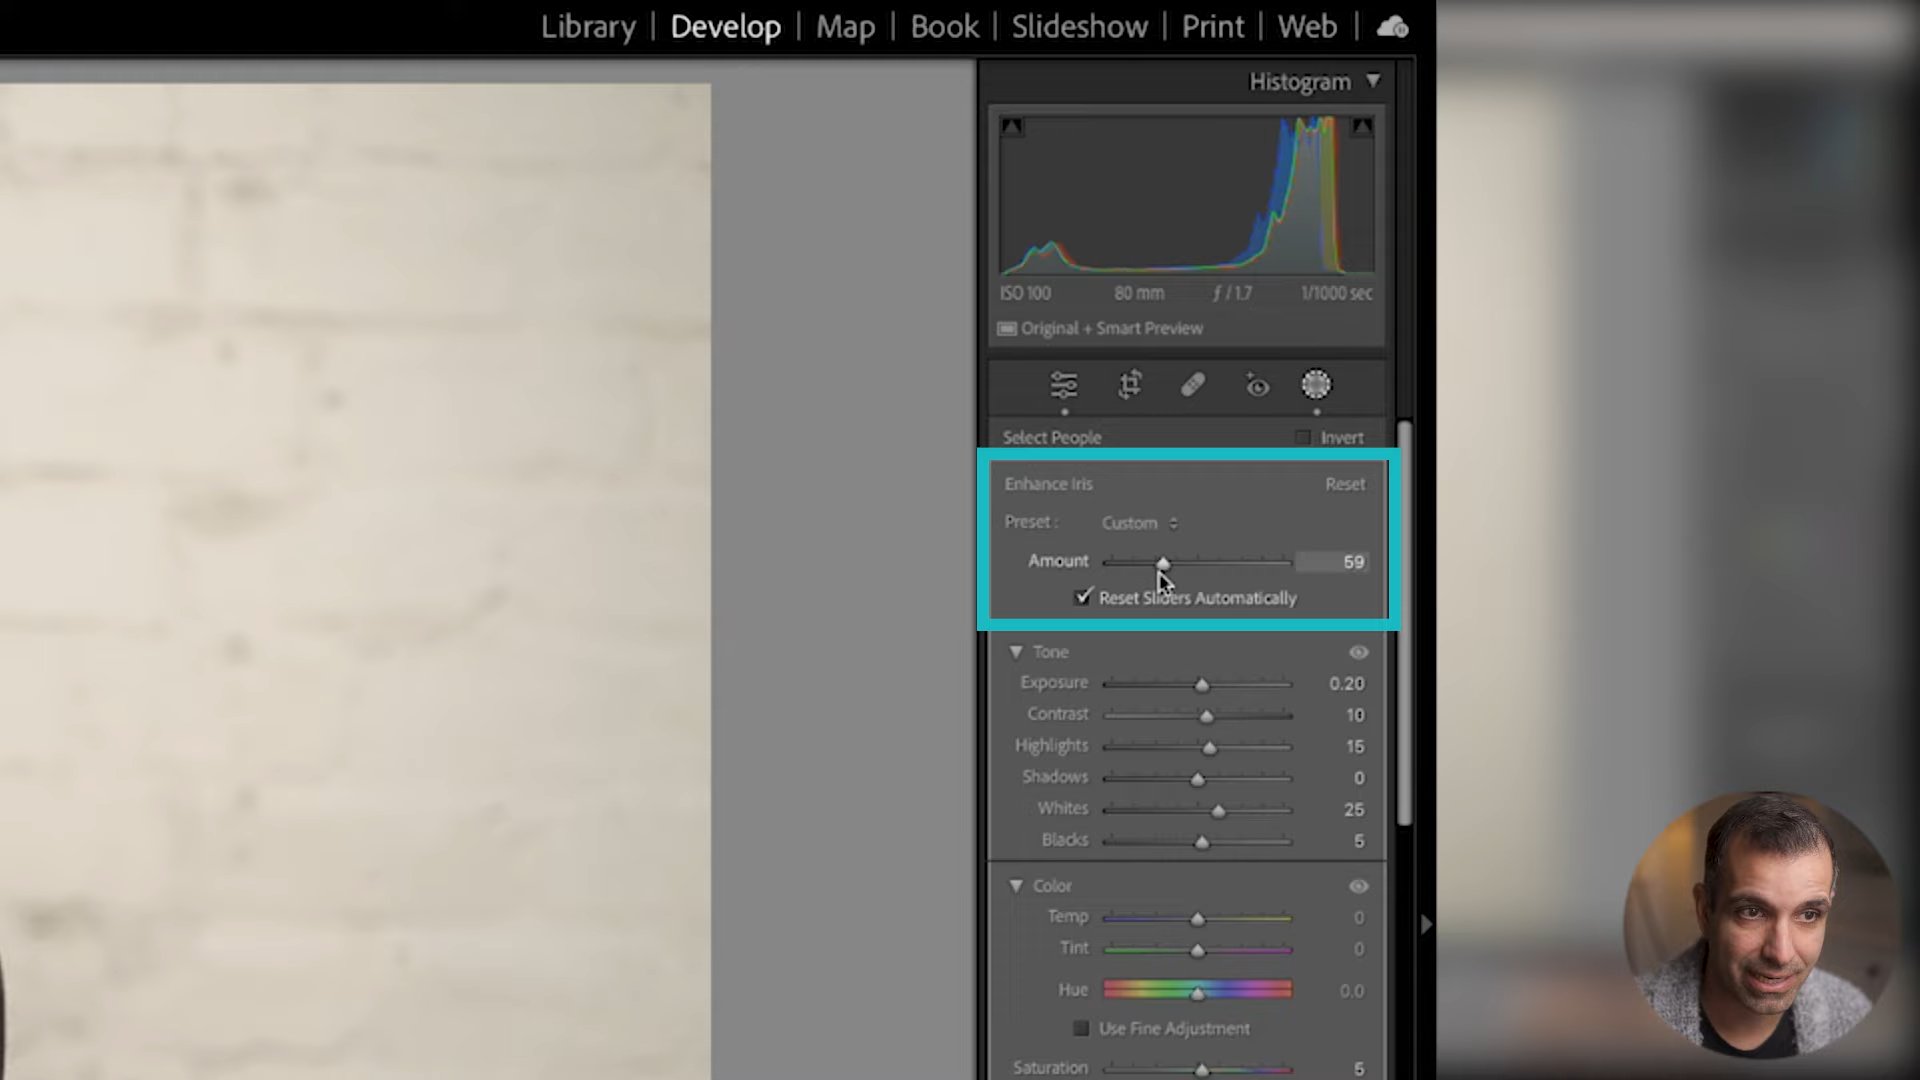 Library | Develop | Map | Book | Slideshow | Print | Web |
Histogram
ISO 100 80 mm ƒ / 1.7 1/1000 sec
Original + Smart Preview
Select People Invert
Enhance Iris Reset
Preset : Custom
Amount 59
Reset Sliders Automatically
Tone
Exposure 0.20
Contrast 10
Highlights 15
Shadows 0
Whites 25
Blacks 5
Color
Temp 0
Tint 0
Hue 0.0
Use Fine Adjustment
Saturation 5